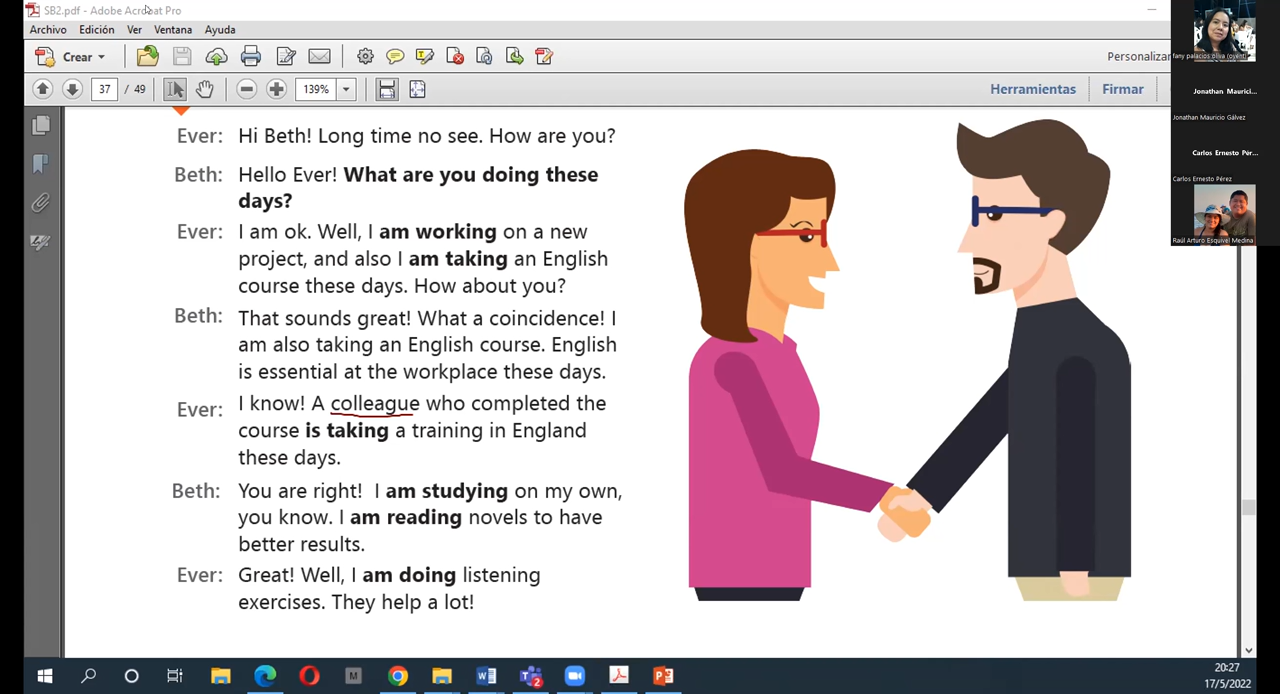 SB2.pdf - Adobe Acrobat Pro
Archivo Edición Ver Ventana Ayuda
Crear
Personalizar
37 / 49
139%
Herramientas Firmar
Ever: Hi Beth! Long time no see. How are you?
Beth: Hello Ever! What are you doing these
days?
Ever: I am ok. Well, I am working on a new
project, and also I am taking an English
course these days. How about you?
Beth: That sounds great! What a coincidence! I
am also taking an English course. English
is essential at the workplace these days.
Ever: I know! A colleague who completed the
course is taking a training in England
these days.
Beth: You are right! I am studying on my own,
you know. I am reading novels to have
better results.
Ever: Great! Well, I am doing listening
exercises. They help a lot!
Jonathan Maurici...
Jonathan Mauricio Gálvez
Carlos Ernesto Pér...
Carlos Ernesto Pérez
Raúl Arturo Esquivel Medina
20:27
17/5/2022